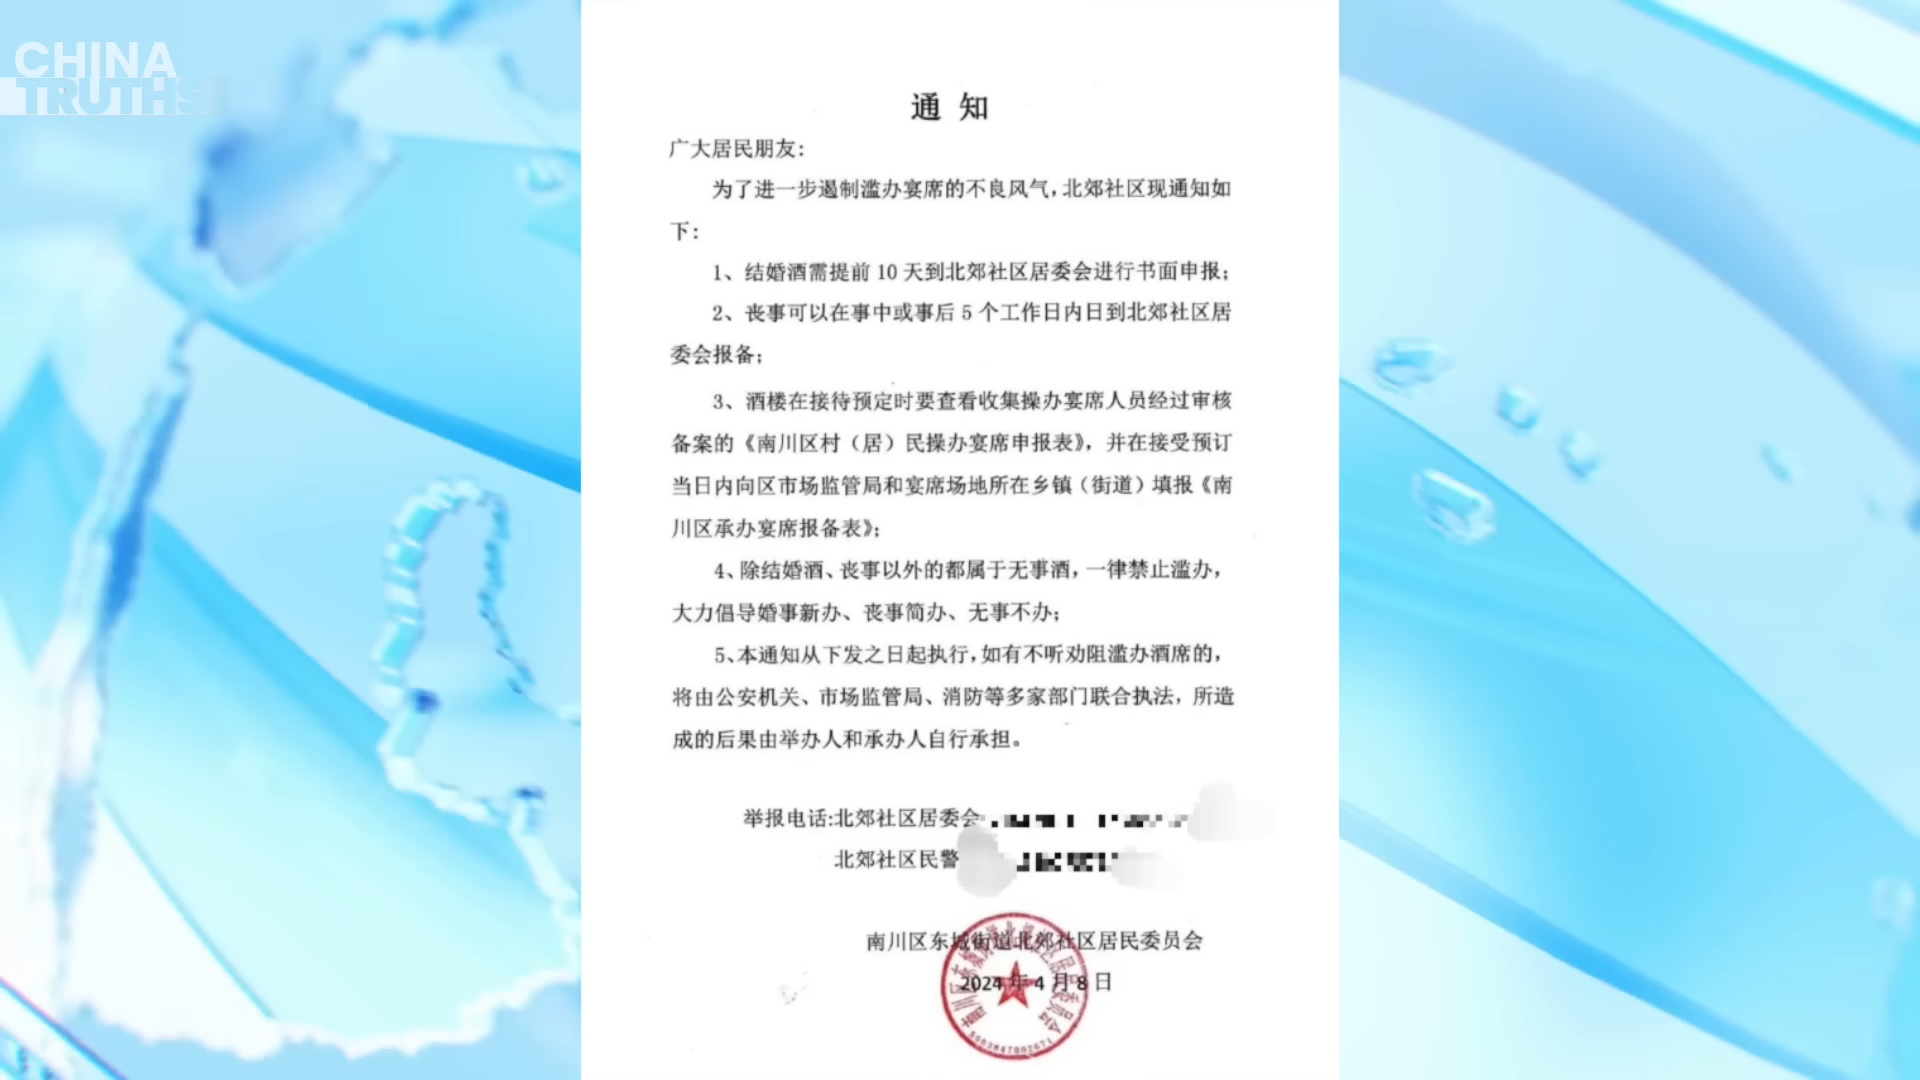 CHINA
TRUTHS
通 知
广大居民朋友:
为了进一步遏制滥办宴席的不良风气，北郊社区现通知如
下：
1、结婚酒需提前 10 天到北郊社区居委会进行书面申报；
2、丧事可以在事中或事后 5 个工作日内日到北郊社区居
委会报备；
3、酒楼在接待预定时要查看收集操办宴席人员经过审核
备案的《南川区村（居）民操办宴席申报表》，并在接受预订
当日内向区市场监管局和宴席场地所在乡镇（街道）填报《南
川区承办宴席报备表》；
4、除结婚酒、丧事以外的都属于无事酒，一律禁止滥办，
大力倡导婚事新办、丧事简办、无事不办；
5、本通知从下发之日起执行，如有不听劝阻滥办酒席的，
将由公安机关、市场监管局、消防等多家部门联合执法，所造
成的后果由举办人和承办人自行承担。
举报电话:北郊社区居委会
北郊社区民警
南川区东城街道北郊社区居民委员会
2024 年 4 月 8 日